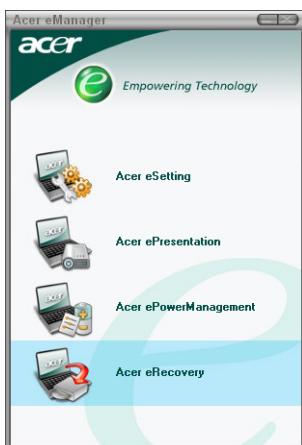 Acer eManager
acer
e Empowering Technology
Acer eSetting
Acer ePresentation
Acer ePowerManagement
Acer eRecovery